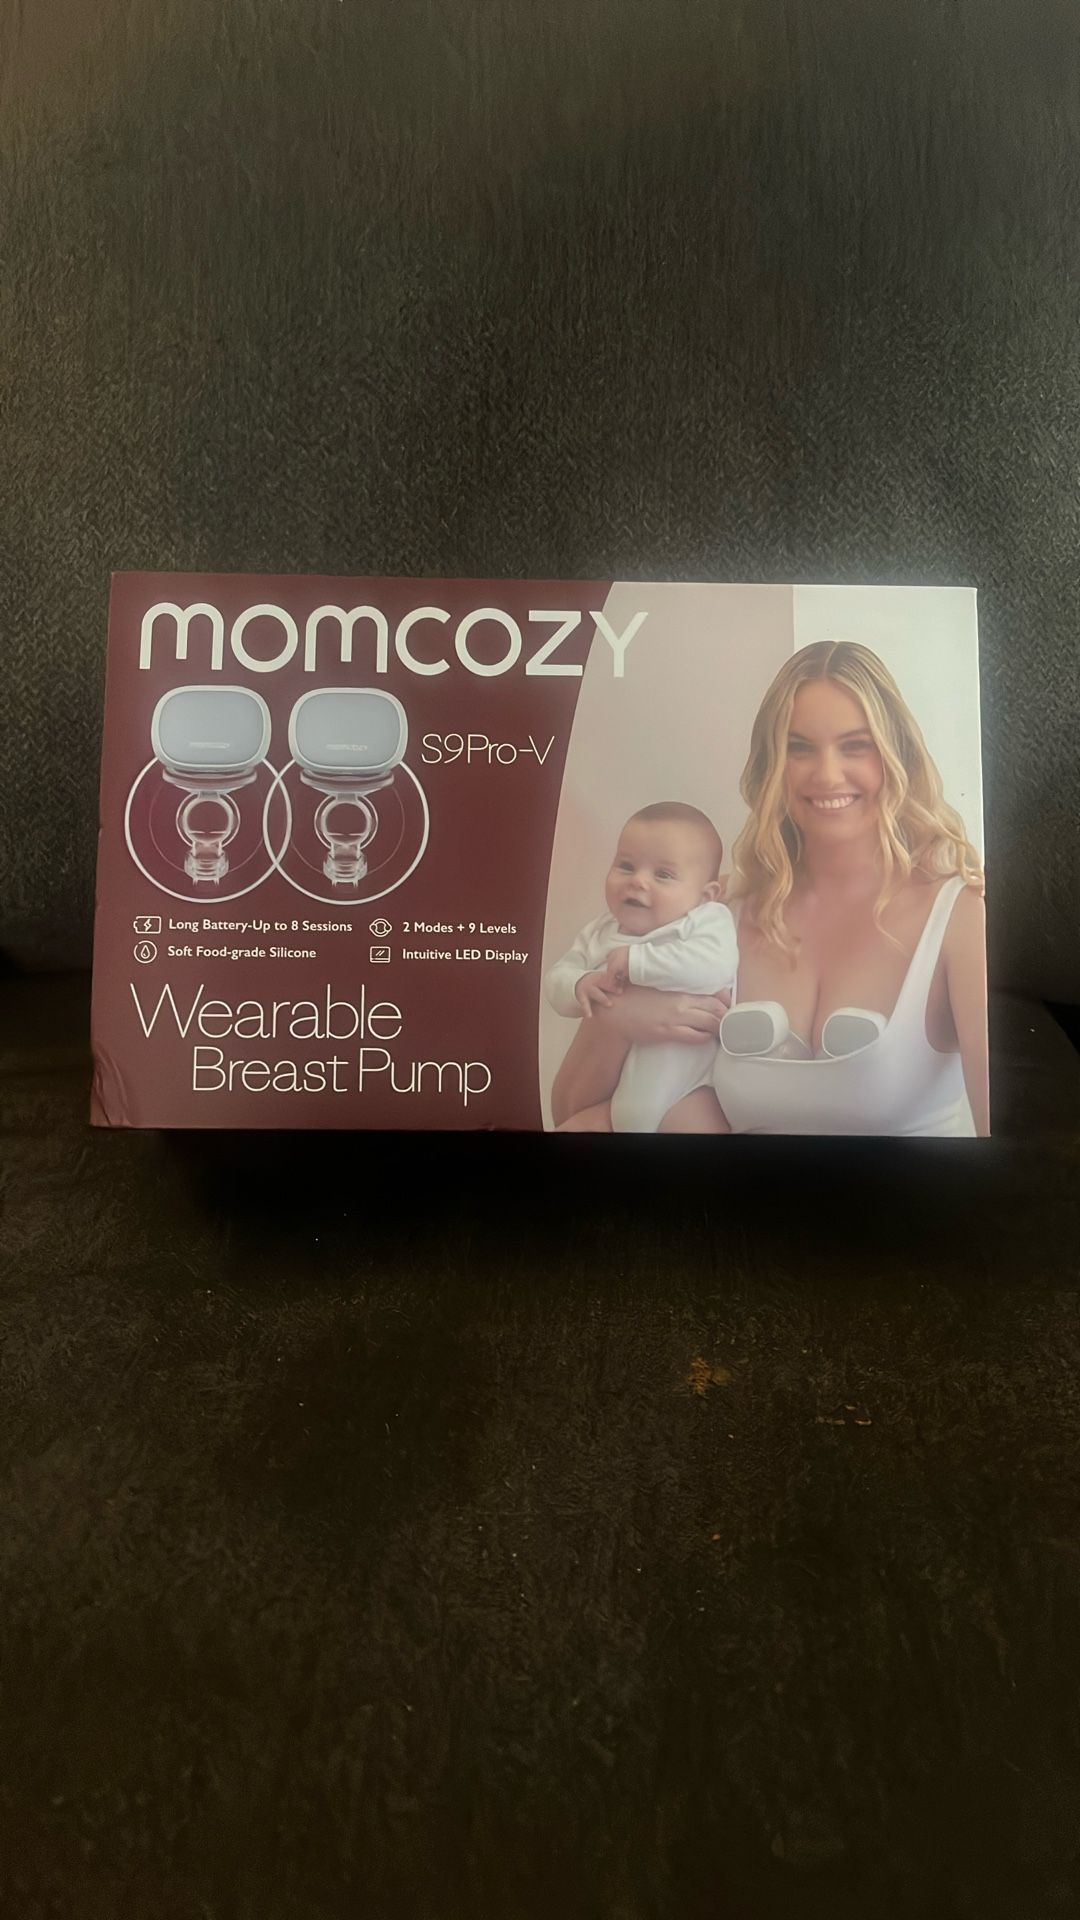 momcozy
S9Pro-V
Long Battery-Up to 8 Sessions
2 Modes + 9 Levels
Soft Food-grade Silicone
Intuitive LED Display
Wearable
Breast Pump